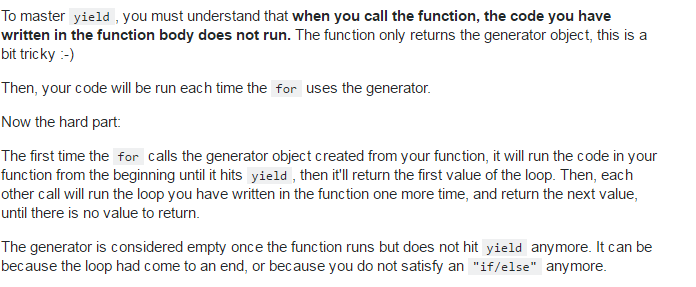 To master yield , you must understand that when you call the function, the code you have
written in the function body does not run. The function only returns the generator object, this is a
bit tricky :-)
Then, your code will be run each time the for uses the generator.
Now the hard part:
The first time the for calls the generator object created from your function, it will run the code in your
function from the beginning until it hits yield , then it'll return the first value of the loop. Then, each
other call will run the loop you have written in the function one more time, and return the next value,
until there is no value to return.
The generator is considered empty once the function runs but does not hit yield anymore. It can be
because the loop had come to an end, or because you do not satisfy an "if/else" anymore.